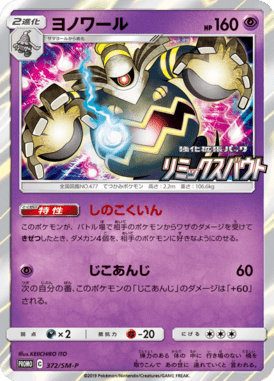 2進化
サマヨールから進化
ヨノワール
HP160
強化拡張パック
リミックスバウト
全国図鑑NO.477 てづかみポケモン 高さ:2.2m 重さ:106.6kg
特性 しのこくいん
このポケモンが、バトル場で相手のポケモンからワザのダメージを受けて
きぜつしたとき、ダメカン4個を、相手のポケモンに好きなようにのせる。
じこあんじ 60
このポケモンの「じこあんじ」のダメージは「+60」
される。
弱点 ×2 抵抗力 -20 にげる
Illus. KEIICHIRO ITO
PROMO C 372/SM-P
©2019 Pokémon/Nintendo/Creatures/GAME FREAK.